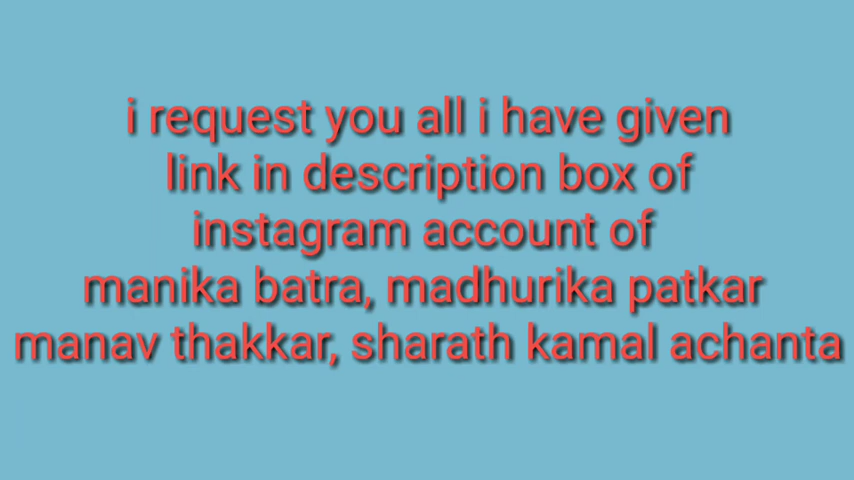 i request you all i have given
link in description box of
instagram account of
manika batra, madhurika patkar
manav thakkar, sharath kamal achanta